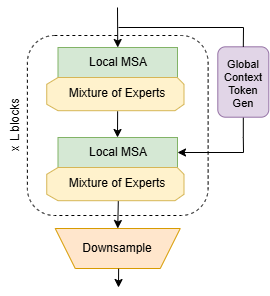 Local MSA
Mixture of Experts
Global
Context
Token
Gen
Local MSA
Mixture of Experts
x L blocks
Downsample